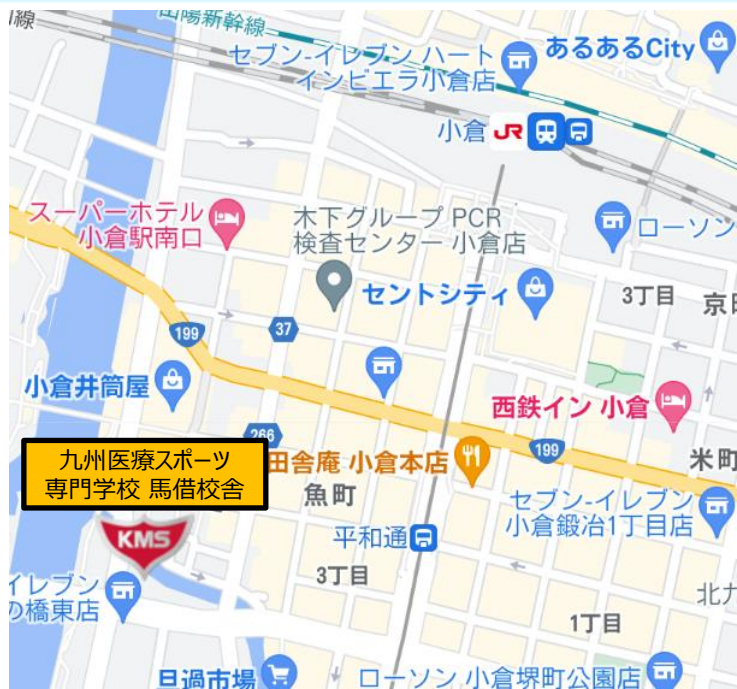 線
山陽新幹線
セブン-イレブン ハート
インピエラ小倉店
あるあるCity
小倉 JR
スーパーホテル
小倉駅南口
木下グループ PCR
検査センター 小倉店
ローソン
セントシティ
3丁目
京町
199
37
小倉井筒屋
西鉄イン 小倉
266
田舎庵 小倉本店
199
米町
九州医療スポーツ
専門学校 馬借校舎
魚町
セブン-イレブン
小倉鍛冶1丁目店
KMS
平和通
イレブン
の橋東店
3丁目
北九
1丁目
旦過市場
ローソン 小倉堺町公園店